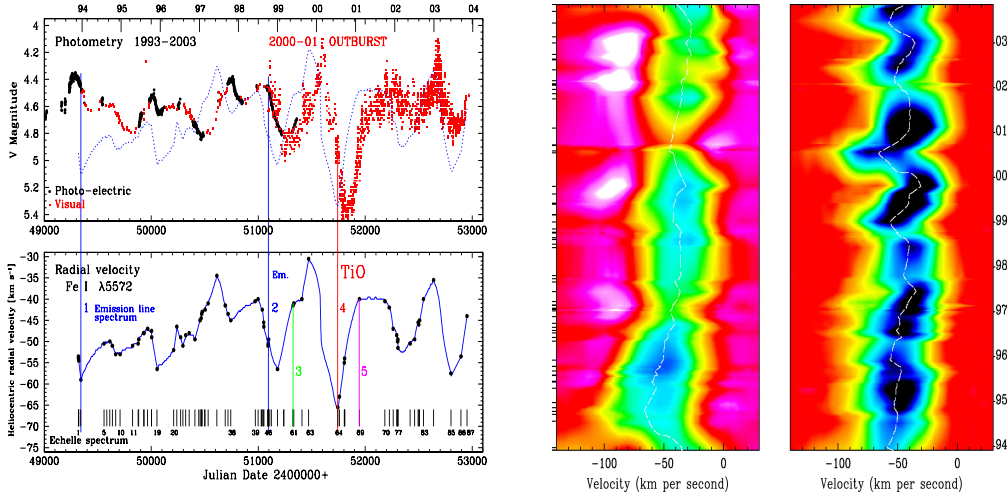 94 95 96 97 98 99 00 01 02 03 04
Photometry 1993-2003
2000-01 OUTBURST
4.0
4.2
4.4
4.6
4.8
5
5.2
5.4
V Magnitude
Photo-electric
Visual
49000 50000 51000 52000 53000
-30
-35
-40
-45
-50
-55
-60
-65
-70
-75
Heliocentric radial velocity [km s⁻¹]
Radial velocity
Fe I λ5572
1 Emission line
spectrum
Em.
2
TiO
4
3
5
1 5 10 11 19 20 38 39 46 61 63 64 69 70 77 83 85 86 87
Echelle spectrum
49000 50000 51000 52000 53000
Julian Date 2400000+
-100 -50 0
Velocity (km per second)
-100 -50 0
Velocity (km per second)
03
02
01
00
99
98
97
96
95
94